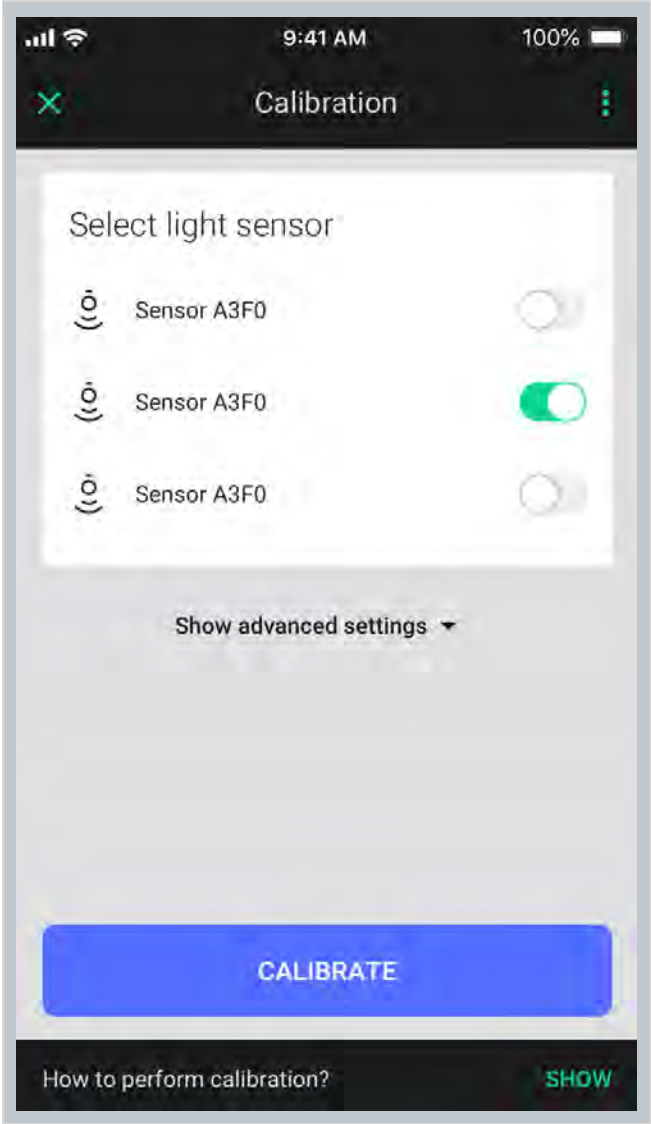 9:41 AM 100%
Calibration
Select light sensor
Sensor A3F0
Sensor A3F0
Sensor A3F0
Show advanced settings
CALIBRATE
How to perform calibration? SHOW